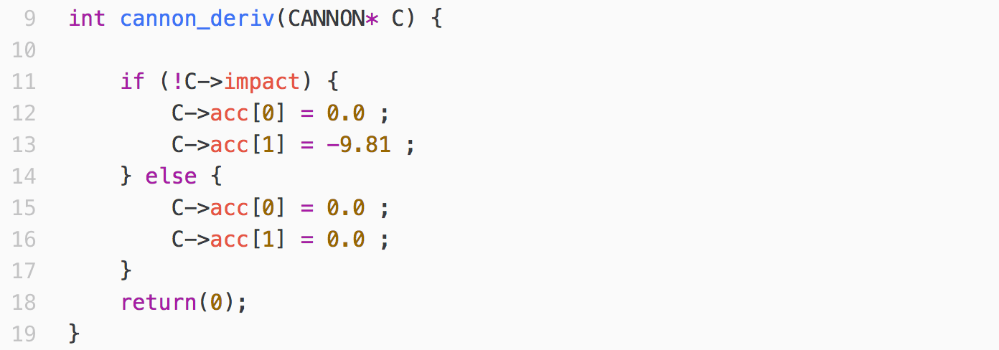 9 int cannon_deriv(CANNON* C) {
10
11 if (!C->impact) {
12 C->acc[0] = 0.0 ;
13 C->acc[1] = -9.81 ;
14 } else {
15 C->acc[0] = 0.0 ;
16 C->acc[1] = 0.0 ;
17 }
18 return(0);
19 }